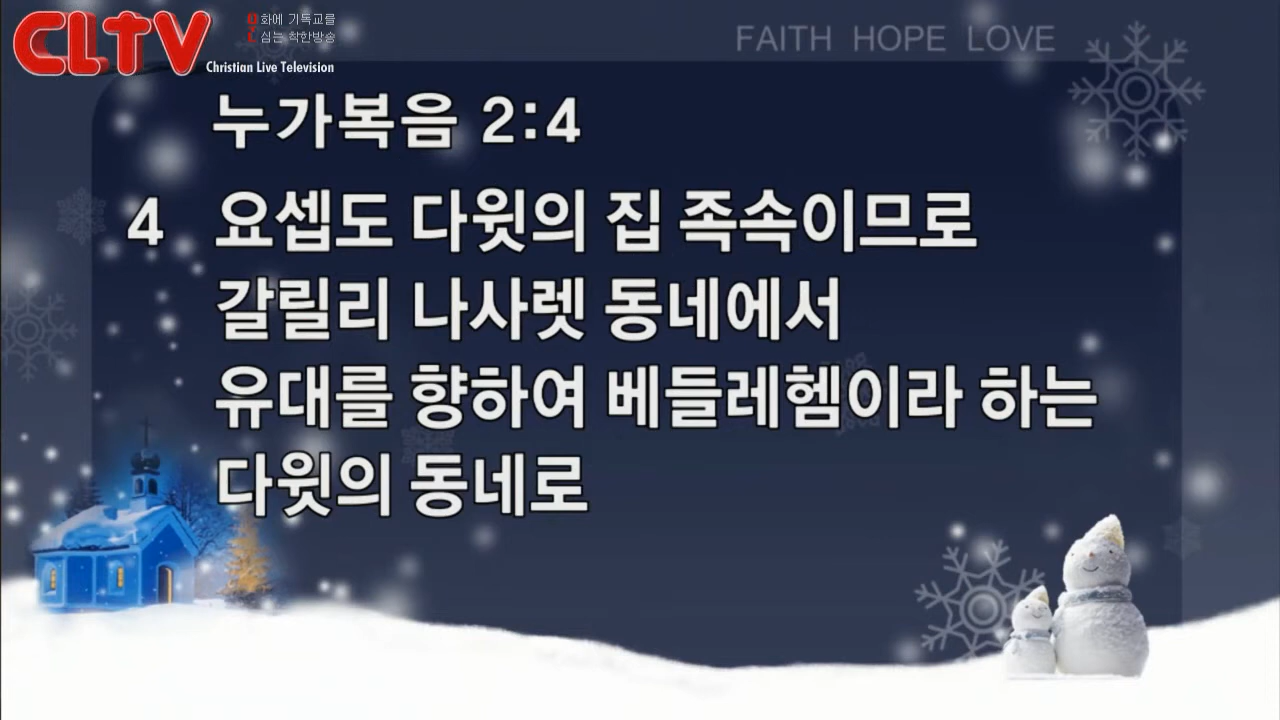 CLTV
화에 기독교를
심는 착한방송
Christian Live Television
FAITH HOPE LOVE
누가복음 2:4
4 요셉도 다윗의 집 족속이므로
갈릴리 나사렛 동네에서
유대를 향하여 베들레헴이라 하는
다윗의 동네로